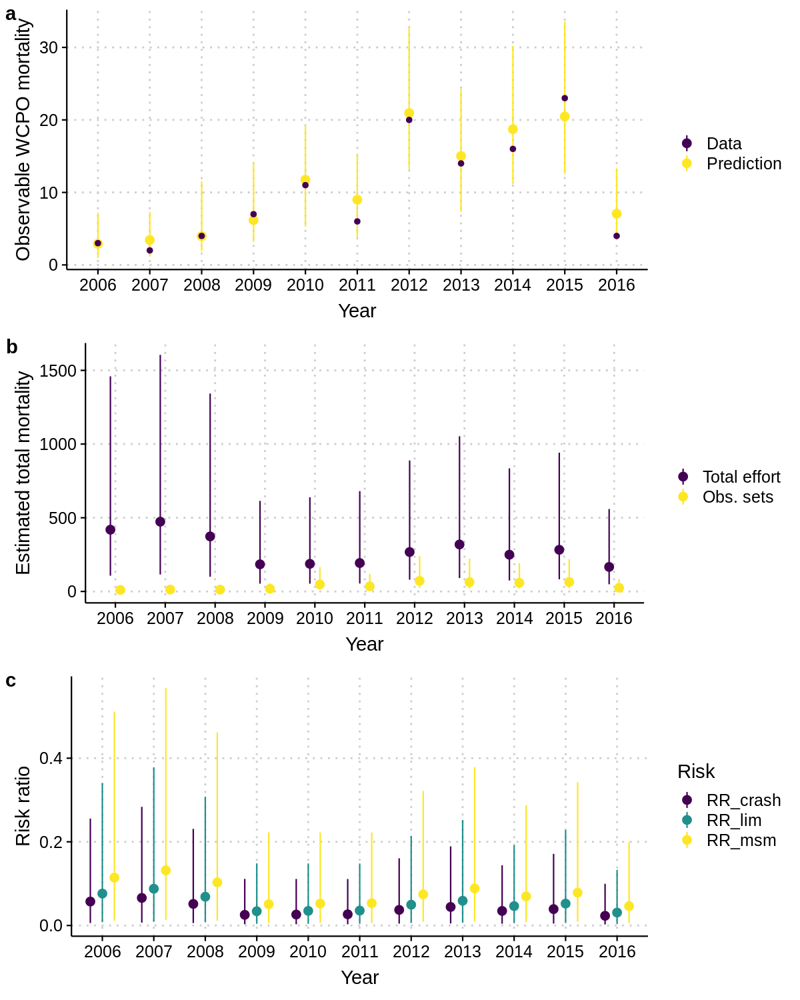 a
Observable WCPO mortality
30
20
10
0
2006 2007 2008 2009 2010 2011 2012 2013 2014 2015 2016
Year
Data
Prediction
b
Estimated total mortality
1500
1000
500
0
2006 2007 2008 2009 2010 2011 2012 2013 2014 2015 2016
Year
Total effort
Obs. sets
c
Risk ratio
0.4
0.2
0.0
2006 2007 2008 2009 2010 2011 2012 2013 2014 2015 2016
Year
Risk
RR_crash
RR_lim
RR_msm